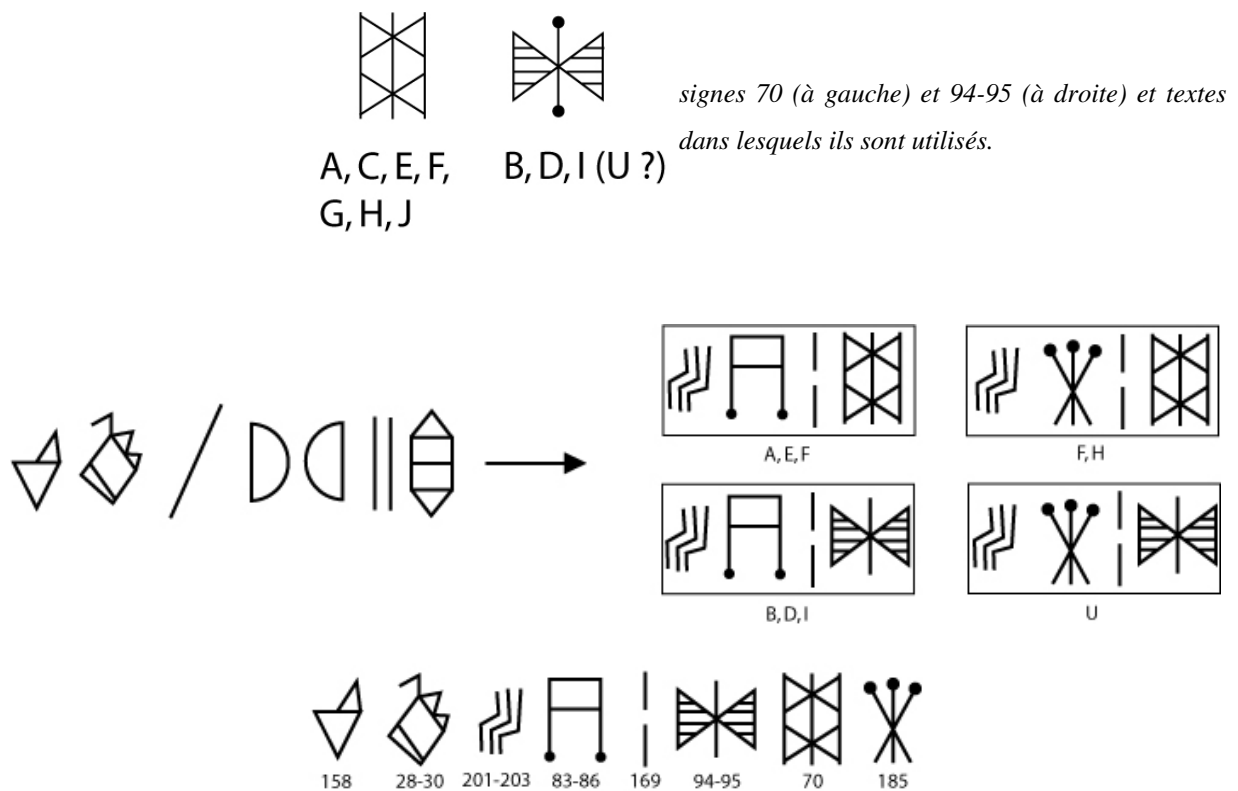 signes 70 (à gauche) et 94-95 (à droite) et textes
dans lesquels ils sont utilisés.
A, C, E, F,
G, H, J
B, D, I (U ?)
A, E, F
F, H
B, D, I
U
158 28-30 201-203 83-86 169 94-95 70 185